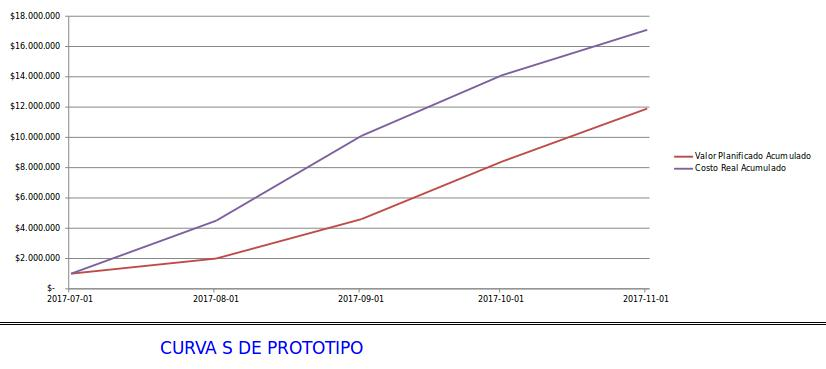 $18.000.000
$16.000.000
$14.000.000
$12.000.000
$10.000.000
$8.000.000
$6.000.000
$4.000.000
$2.000.000
$-
2017-07-01 2017-08-01 2017-09-01 2017-10-01 2017-11-01
Valor Planificado Acumulado
Costo Real Acumulado
CURVA S DE PROTOTIPO